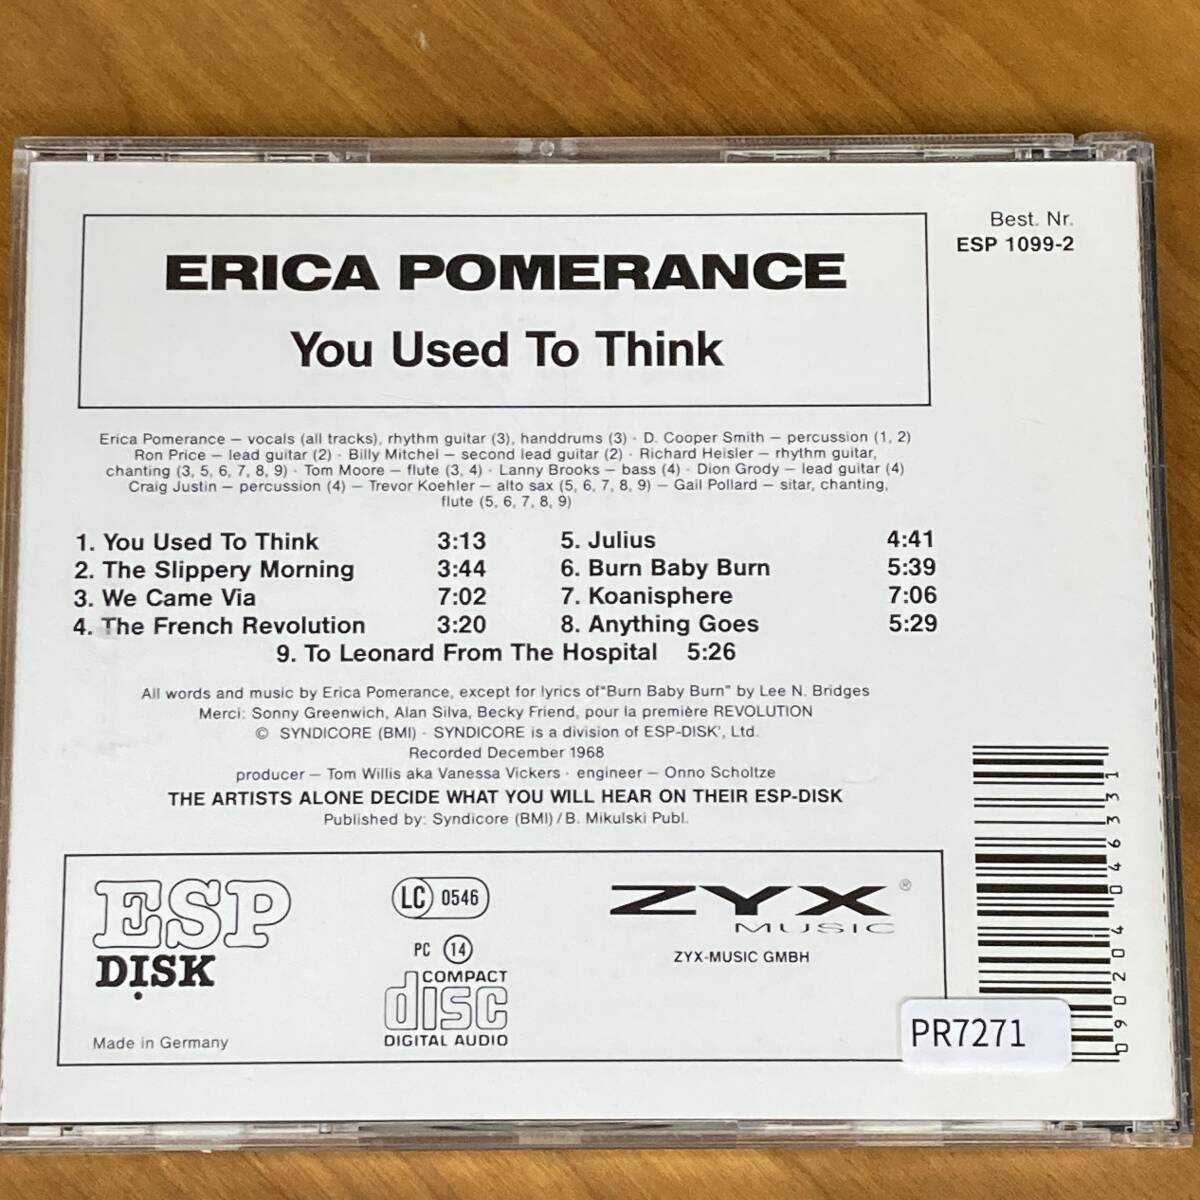 Best. Nr.
ESP 1099-2
ERICA POMERANCE
You Used To Think
Erica Pomerance – vocals (all tracks), rhythm guitar (3), handdrums (3) · D. Cooper Smith – percussion (1, 2)
Ron Price – lead guitar (2) · Billy Mitchel – second lead guitar (2) · Richard Heisler – rhythm guitar,
chanting (3, 5, 6, 7, 8, 9) · Tom Moore – flute (3, 4) · Lanny Brooks – bass (4) · Dion Grody – lead guitar (4)
Craig Justin – percussion (4) – Trevor Koehler – alto sax (5, 6, 7, 8, 9) – Gail Pollard – sitar, chanting,
flute (5, 6, 7, 8, 9)
1. You Used To Think 3:13
2. The Slippery Morning 3:44
3. We Came Via 7:02
4. The French Revolution 3:20
5. Julius 4:41
6. Burn Baby Burn 5:39
7. Koanisphere 7:06
8. Anything Goes 5:29
9. To Leonard From The Hospital 5:26
All words and music by Erica Pomerance, except for lyrics of "Burn Baby Burn" by Lee N. Bridges
Merci: Sonny Greenwich, Alan Silva, Becky Friend, pour la première REVOLUTION
© SYNDICORE (BMI) · SYNDICORE is a division of ESP-DISK', Ltd.
Recorded December 1968
producer – Tom Willis aka Vanessa Vickers · engineer – Onno Scholtze
THE ARTISTS ALONE DECIDE WHAT YOU WILL HEAR ON THEIR ESP-DISK
Published by: Syndicore (BMI) / B. Mikulski Publ.
ESP
DISK
Made in Germany
LC 0546
PC 14
COMPACT
disc
DIGITAL AUDIO
ZYX ®
MUSIC
ZYX-MUSIC GMBH
0 90204 04633 1
PR7271